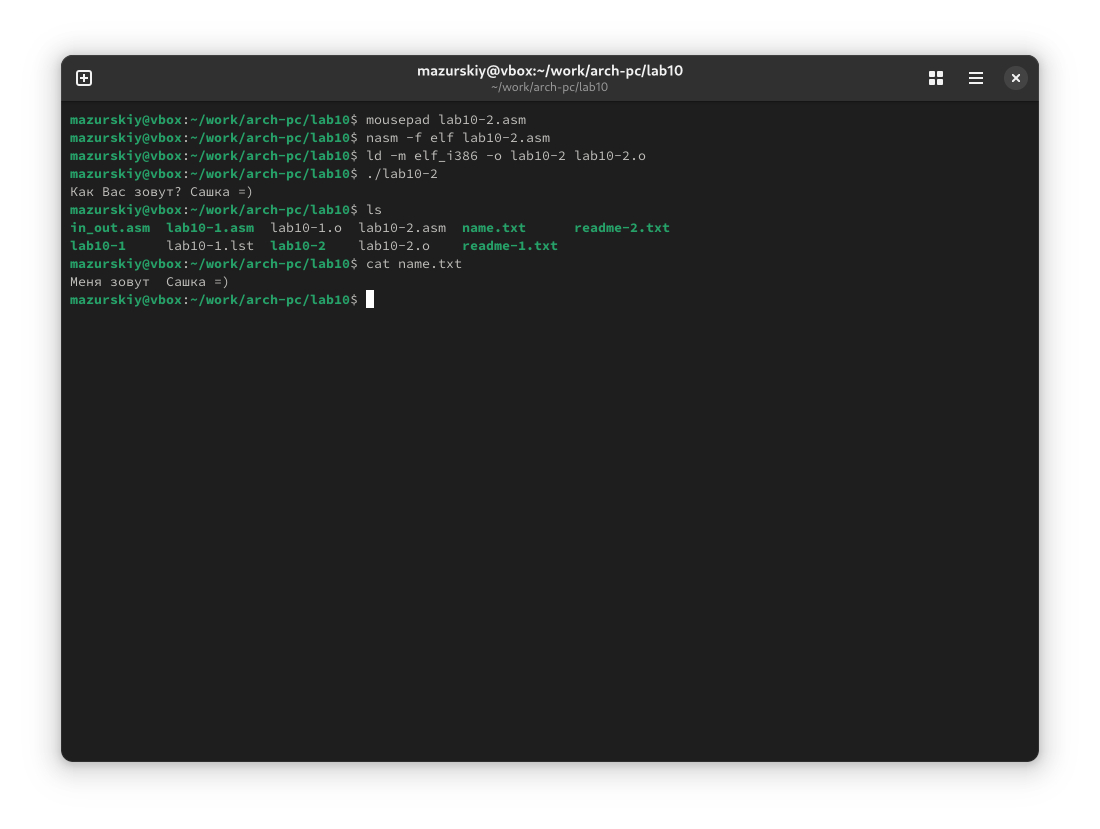 mazurskiy@vbox:~/work/arch-pc/lab10
~/work/arch-pc/lab10
mazurskiy@vbox:~/work/arch-pc/lab10$ mousepad lab10-2.asm
mazurskiy@vbox:~/work/arch-pc/lab10$ nasm -f elf lab10-2.asm
mazurskiy@vbox:~/work/arch-pc/lab10$ ld -m elf_i386 -o lab10-2 lab10-2.o
mazurskiy@vbox:~/work/arch-pc/lab10$ ./lab10-2
Как Вас зовут? Сашка =)
mazurskiy@vbox:~/work/arch-pc/lab10$ ls
in_out.asm  lab10-1.asm  lab10-1.o  lab10-2.asm  name.txt      readme-2.txt
lab10-1     lab10-1.lst  lab10-2    lab10-2.o    readme-1.txt
mazurskiy@vbox:~/work/arch-pc/lab10$ cat name.txt
Меня зовут  Сашка =)
mazurskiy@vbox:~/work/arch-pc/lab10$